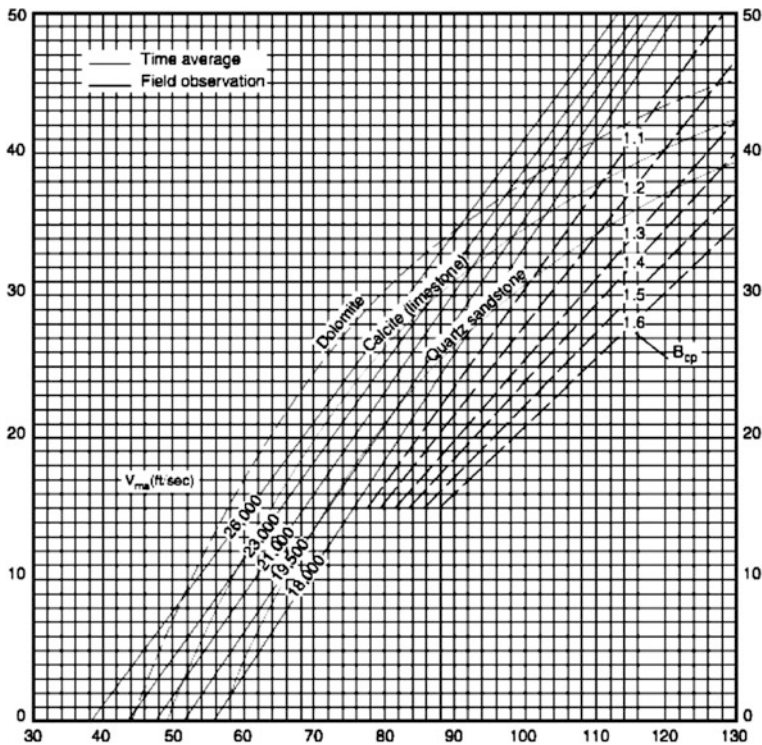 50
50
Time average
Field observation
1.1
40
40
1.2
1.3
1.4
30
30
1.5
1.6
Dolomite
Calcite (limestone)
Quartz sandstone
Bcp
20
20
Vma(ft/sec)
26,000
23,000
21,000
19,500
18,000
10
10
0
0
30 40 50 60 70 80 90 100 110 120 130